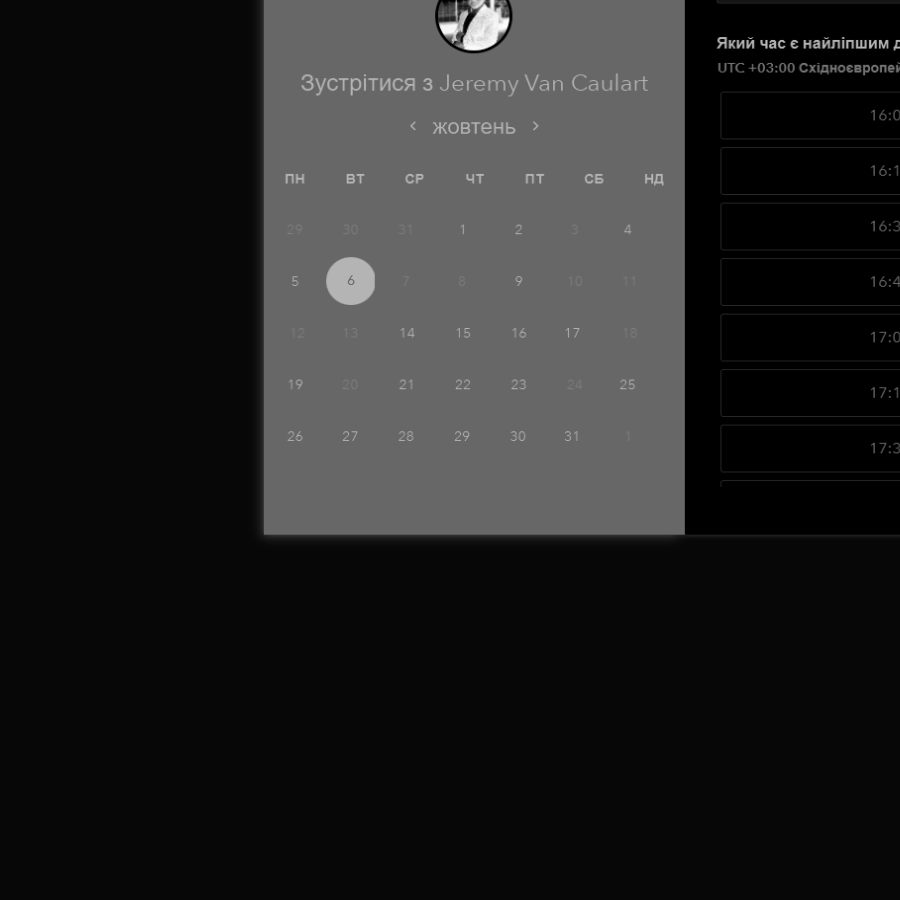 Зустрітися з Jeremy Van Caulart
‹ жовтень ›
ПН ВТ СР ЧТ ПТ СБ НД
29 30 31 1 2 3 4
5 6 7 8 9 10 11
12 13 14 15 16 17 18
19 20 21 22 23 24 25
26 27 28 29 30 31 1
Який час є найліпшим
UTC +03:00
16:0
16:1
16:3
16:4
17:0
17:1
17:3